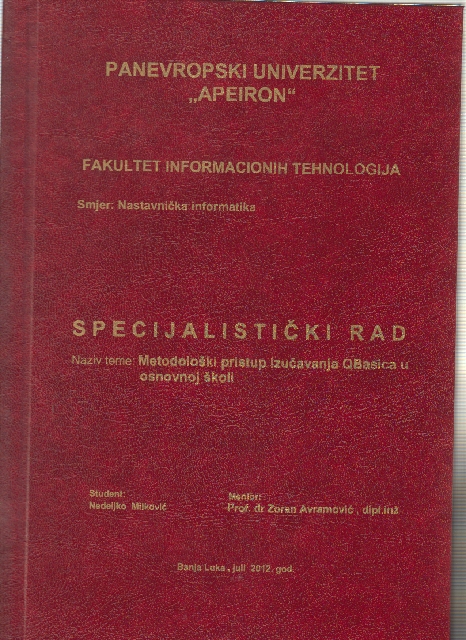 PANEVROPSKI UNIVERZITET
„APEIRON“
FAKULTET INFORMACIONIH TEHNOLOGIJA
Smjer: Nastavnička informatika
SPECIJALISTIČKI RAD
Naziv teme: Metodološki pristup izučavanja QBasica u
osnovnoj školi
Student:
Mentor:
Nedeljko Milković
Prof. dr Zoran Avramović , dipl.inž
Banja Luka , juli 2012. god.